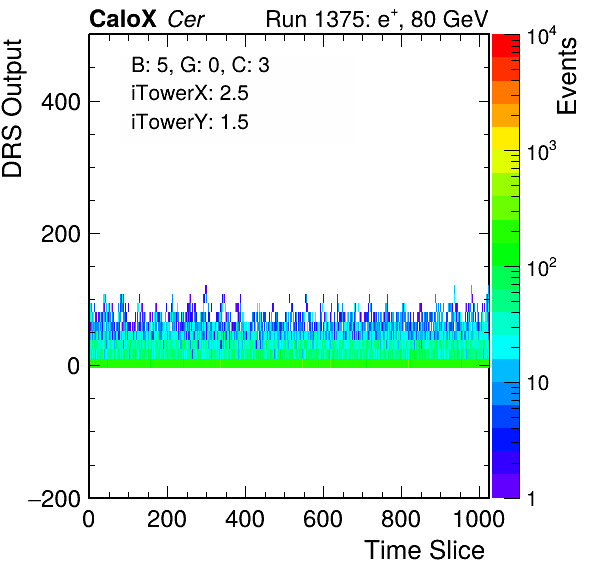 CaloX Cer Run 1375: e⁺, 80 GeV
B: 5, G: 0, C: 3
iTowerX: 2.5
iTowerY: 1.5
DRS Output
400
200
0
−200
0 200 400 600 800 1000
Time Slice
Events
10⁴
10³
10²
10
1